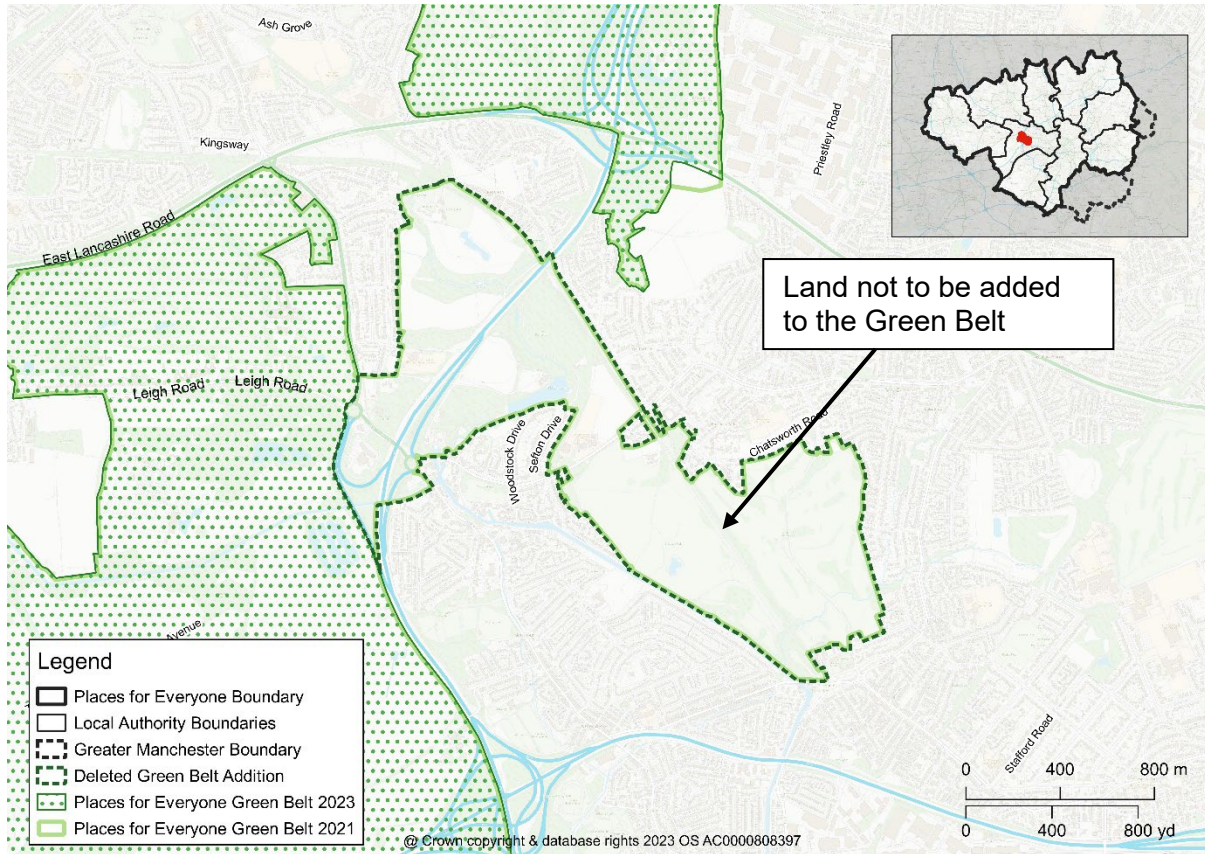 Ash Grove
Kingsway
Priestley Road
East Lancashire Road
Land not to be added
to the Green Belt
Leigh Road
Leigh Road
Chatsworth Road
Woodstock Drive
Sefton Drive
Avenue
Stafford Road
Legend
Places for Everyone Boundary
Local Authority Boundaries
Greater Manchester Boundary
Deleted Green Belt Addition
Places for Everyone Green Belt 2023
Places for Everyone Green Belt 2021
0 400 800 m
0 400 800 yd
@ Crown copyright & database rights 2023 OS AC0000808397